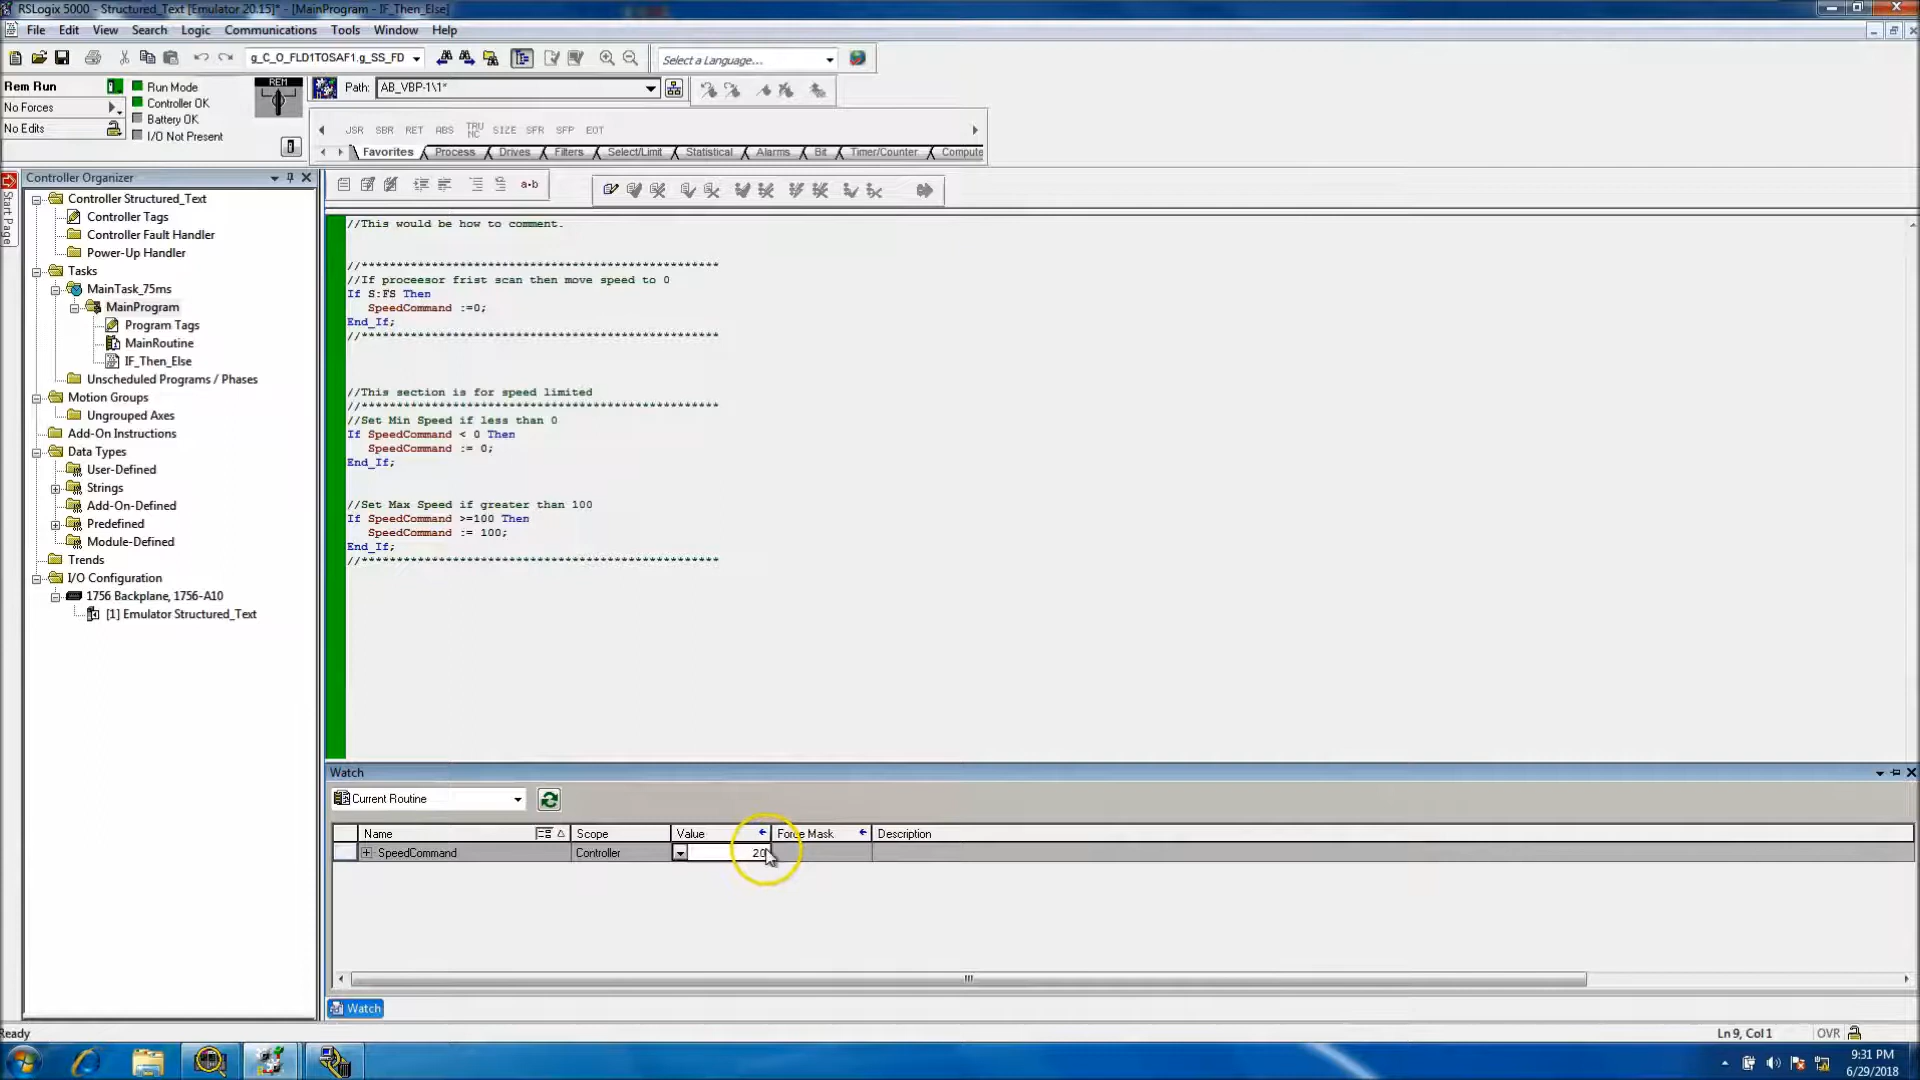 RSLogix 5000 - Structured_Text [Emulator 20.15]* - [MainProgram - IF_Then_Else]
File Edit View Search Logic Communications Tools Window Help
g_C_O_FLD1TOSAF1.g_SS_FD Select a Language...
Rem Run Run Mode REM Path: AB_VBP-1\1*
No Forces Controller OK
Battery OK
No Edits I/O Not Present
JSR SBR RET ABS TRUNC SIZE SFR SFP EOT
Favorites Process Drives Filters Select/Limit Statistical Alarms Bit Timer/Counter Compute
Start Page
Controller Organizer
a-b
Controller Structured_Text
Controller Tags
Controller Fault Handler
Power-Up Handler
Tasks
MainTask_75ms
MainProgram
Program Tags
MainRoutine
IF_Then_Else
Unscheduled Programs / Phases
Motion Groups
Ungrouped Axes
Add-On Instructions
Data Types
User-Defined
Strings
Add-On-Defined
Predefined
Module-Defined
Trends
I/O Configuration
1756 Backplane, 1756-A10
[1] Emulator Structured_Text
//This would be how to comment.
//***************************************************
//If proceesor frist scan then move speed to 0
If S:FS Then
SpeedCommand :=0;
End_If;
//***************************************************
//This section is for speed limited
//***************************************************
//Set Min Speed if less than 0
If SpeedCommand < 0 Then
SpeedCommand := 0;
End_If;
//Set Max Speed if greater than 100
If SpeedCommand >=100 Then
SpeedCommand := 100;
End_If;
//***************************************************
Watch
Current Routine
Name Scope Value Force Mask Description
SpeedCommand Controller 20
Watch
Ready Ln 9, Col 1 OVR
9:31 PM
6/29/2018